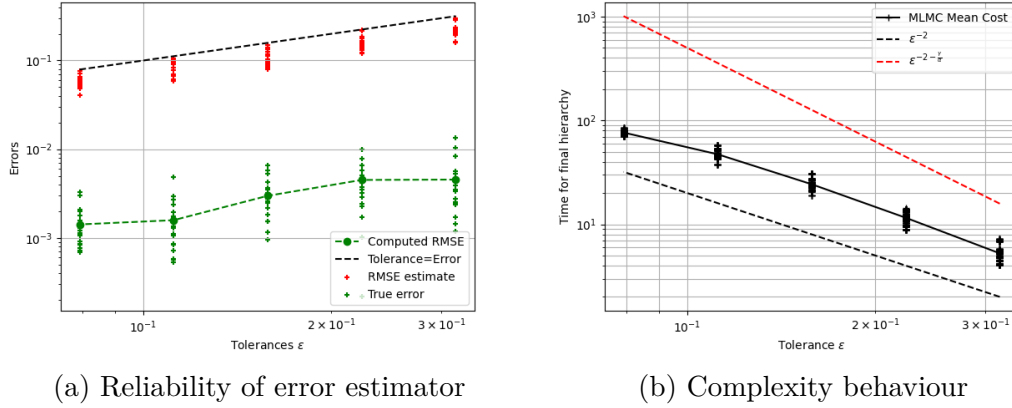 10⁻¹
10⁻²
10⁻³
Errors
Computed RMSE
Tolerance=Error
RMSE estimate
True error
10⁻¹
2 × 10⁻¹
3 × 10⁻¹
Tolerances ε
(a) Reliability of error estimator
10³
10²
10¹
Time for final hierarchy
MLMC Mean Cost
ε⁻²
10⁻¹
2 × 10⁻¹
3 × 10⁻¹
Tolerance ε
(b) Complexity behaviour